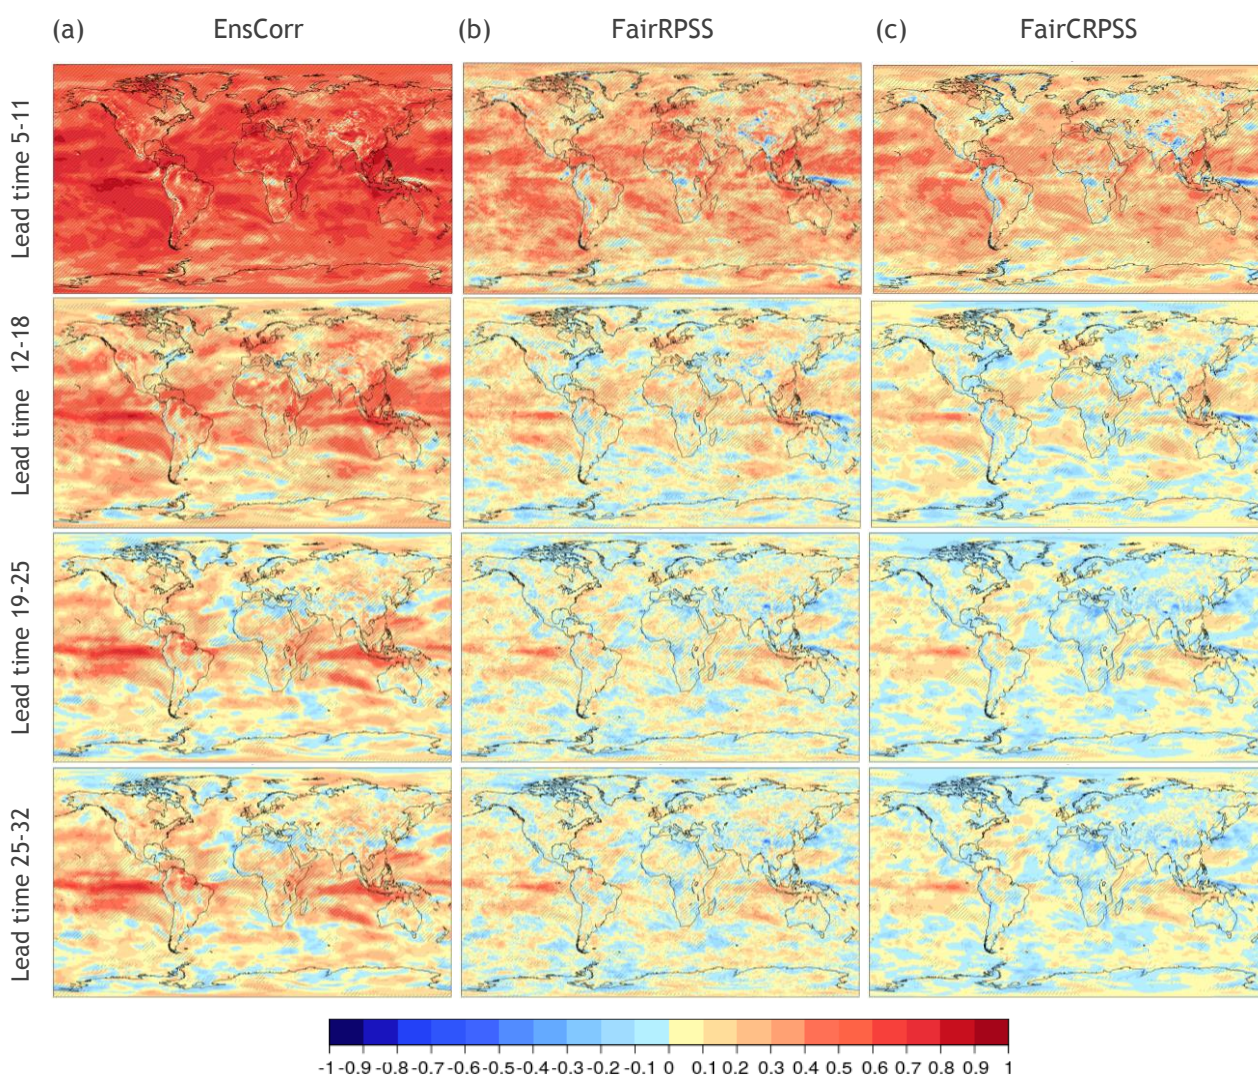 (a) EnsCorr (b) FairRPSS (c) FairCRPSS
Lead time 5-11
Lead time 12-18
Lead time 19-25
Lead time 25-32
-1 -0.9 -0.8 -0.7 -0.6 -0.5 -0.4 -0.3 -0.2 -0.1 0 0.1 0.2 0.3 0.4 0.5 0.6 0.7 0.8 0.9 1